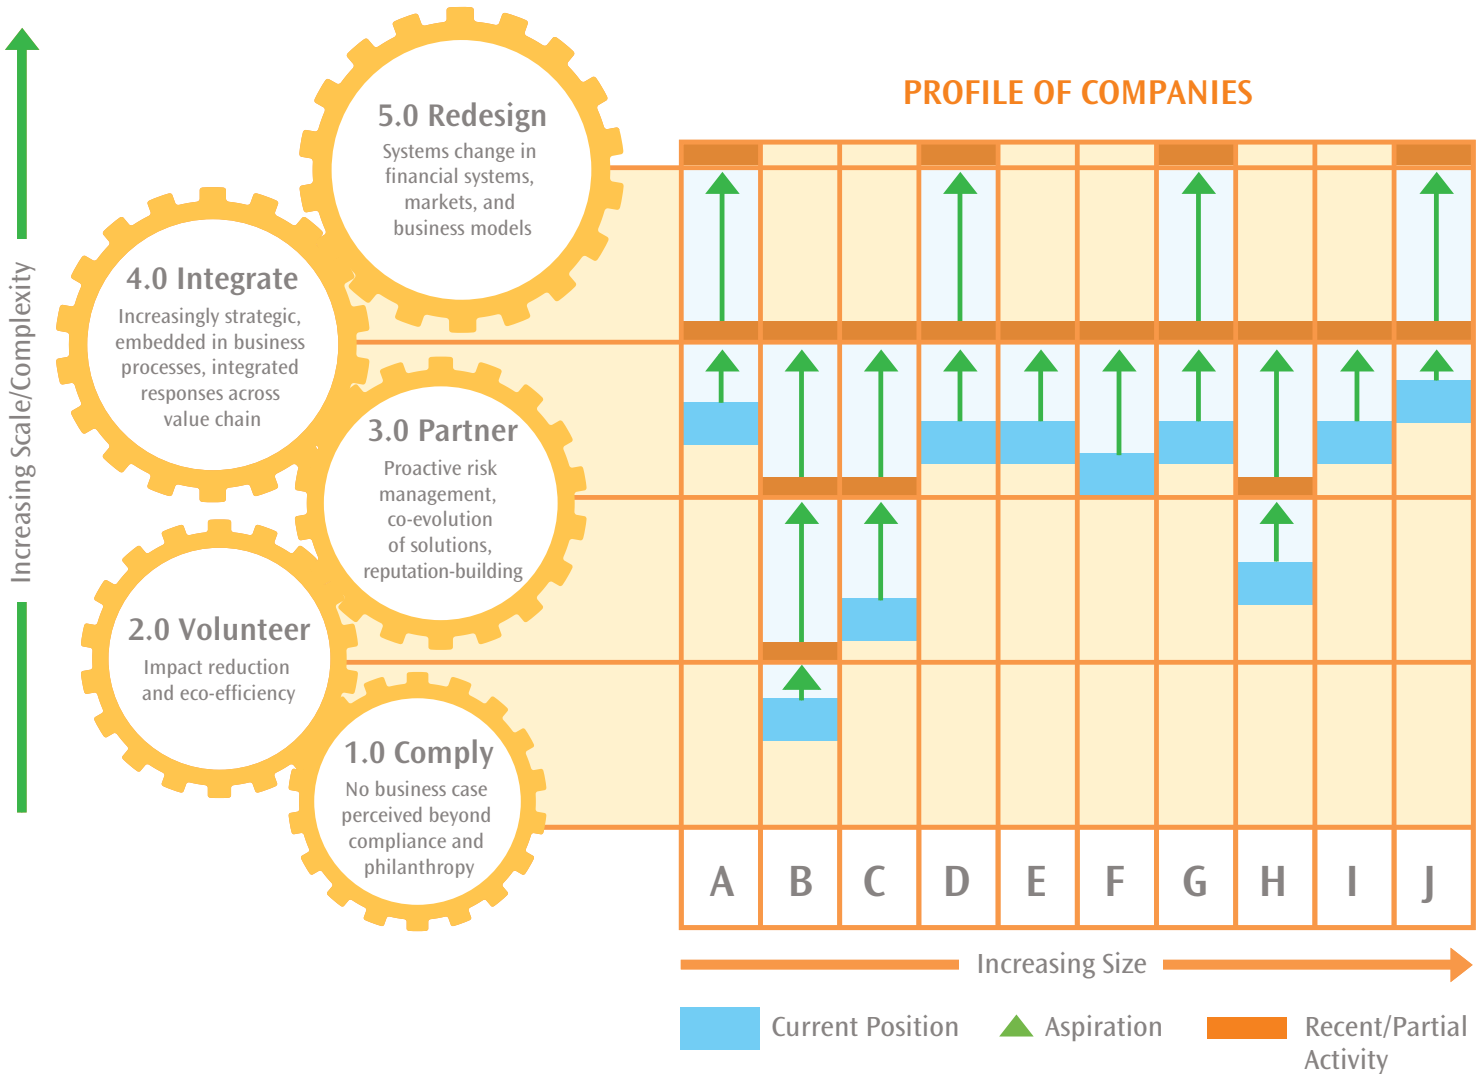 PROFILE OF COMPANIES
5.0 Redesign
Systems change in
financial systems,
markets, and
business models
4.0 Integrate
Increasingly strategic,
embedded in business
processes, integrated
responses across
value chain
3.0 Partner
Proactive risk
management,
co-evolution
of solutions,
reputation-building
2.0 Volunteer
Impact reduction
and eco-efficiency
1.0 Comply
No business case
perceived beyond
compliance and
philanthropy
Increasing Scale/Complexity
A B C D E F G H I J
Increasing Size
Current Position
Aspiration
Recent/Partial
Activity